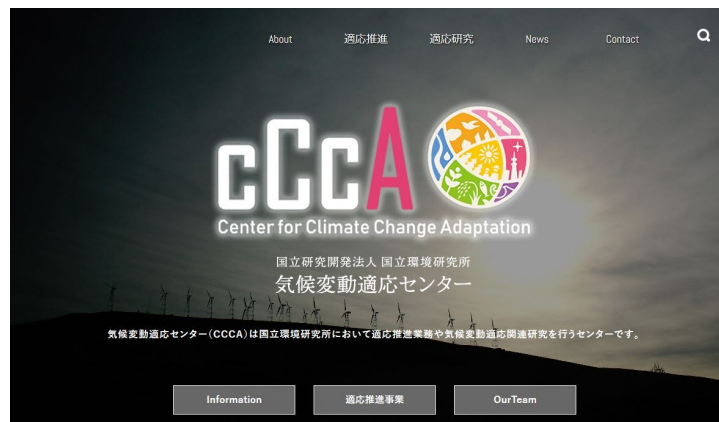 About
適応推進
適応研究
News
Contact
cCcA
Center for Climate Change Adaptation
国立研究開発法人 国立環境研究所
気候変動適応センター
気候変動適応センター(CCCA)は国立環境研究所において適応推進業務や気候変動適応関連研究を行うセンターです。
Information
適応推進事業
OurTeam